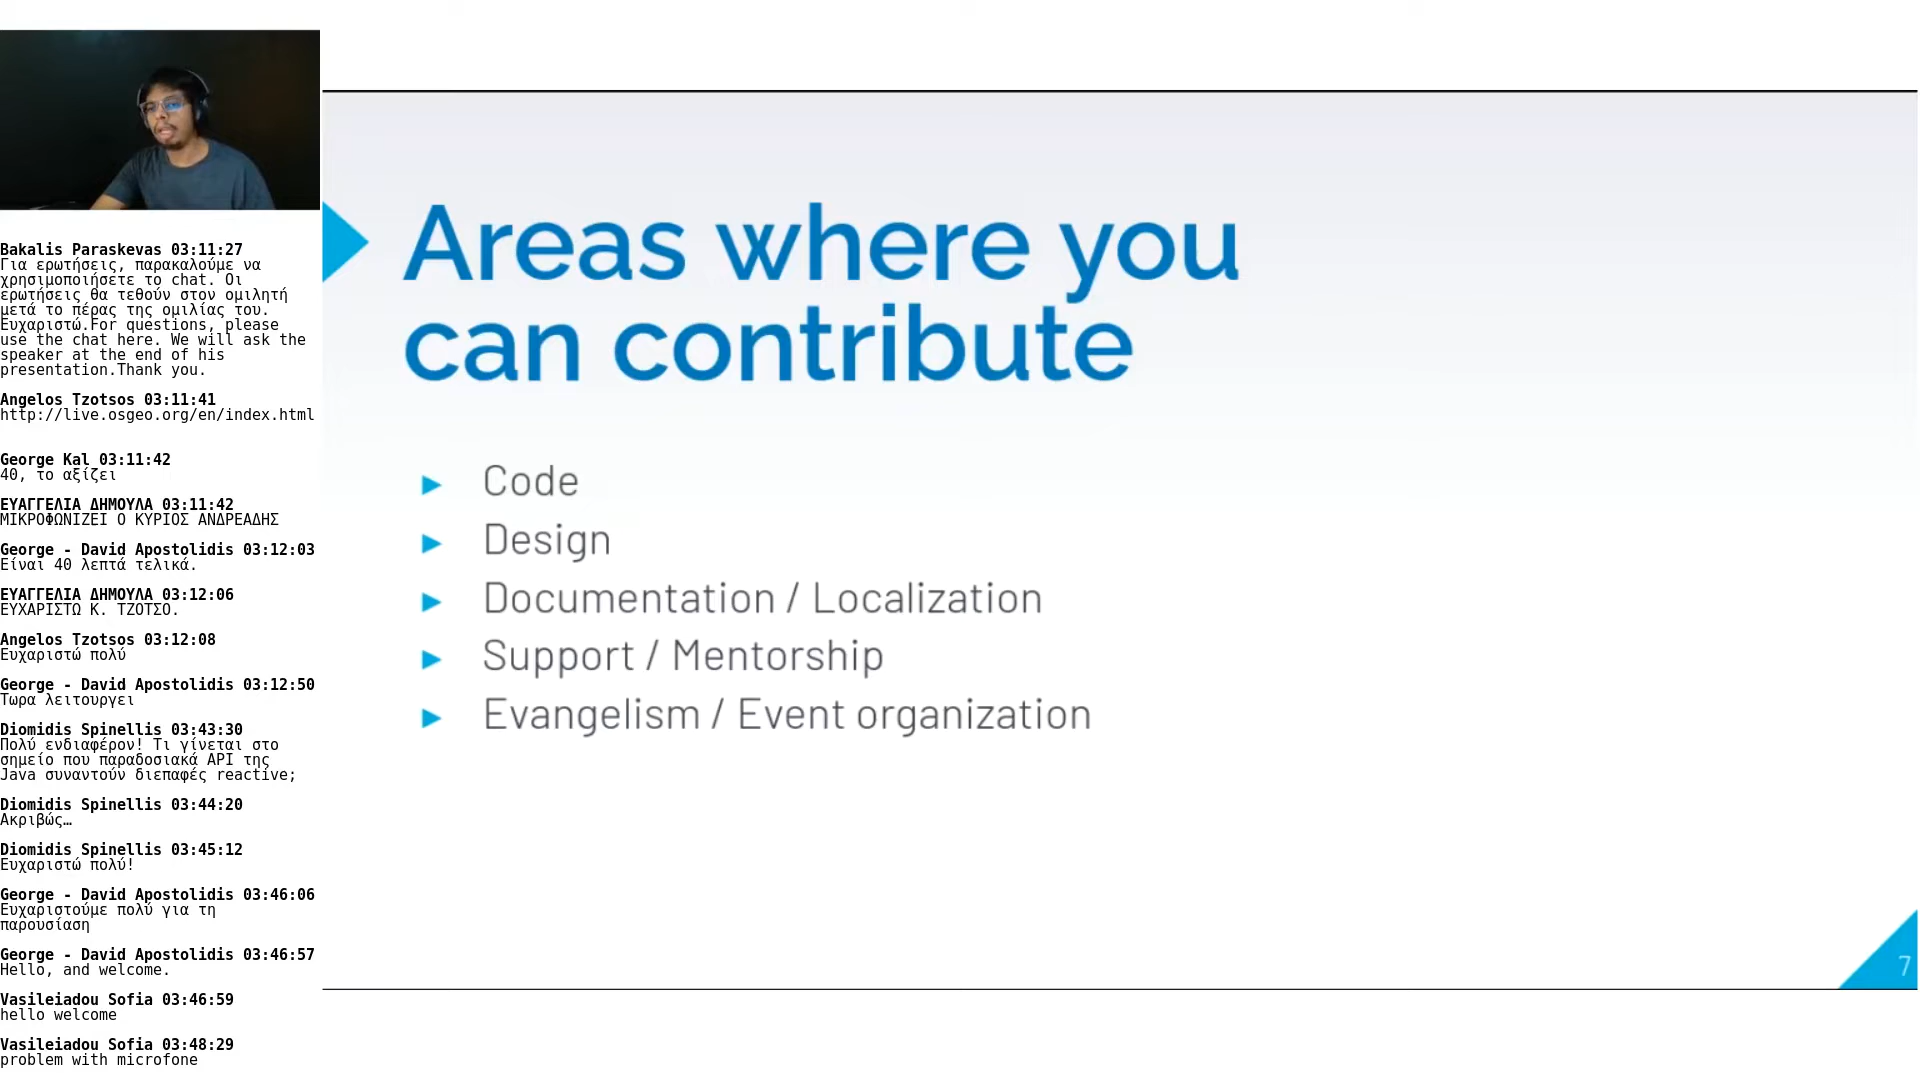 Bakalis Paraskevas 03:11:27
Για ερωτήσεις, παρακαλούμε να
χρησιμοποιήσετε το chat. Οι
ερωτήσεις θα τεθούν στον ομιλητή
μετά το πέρας της ομιλίας του.
Ευχαριστώ.For questions, please
use the chat here. We will ask the
speaker at the end of his
presentation.Thank you.
Angelos Tzotsos 03:11:41
http://live.osgeo.org/en/index.html
George Kal 03:11:42
40, το αξίζει
ΕΥΑΓΓΕΛΙΑ ΔΗΜΟΥΛΑ 03:11:42
ΜΙΚΡΟΦΩΝΙΖΕΙ Ο ΚΥΡΙΟΣ ΑΝΔΡΕΑΔΗΣ
George - David Apostolidis 03:12:03
Είναι 40 λεπτά τελικά.
ΕΥΑΓΓΕΛΙΑ ΔΗΜΟΥΛΑ 03:12:06
ΕΥΧΑΡΙΣΤΩ Κ. ΤΖΟΤΣΟ.
Angelos Tzotsos 03:12:08
Ευχαριστώ πολύ
George - David Apostolidis 03:12:50
Τωρα λειτουργει
Diomidis Spinellis 03:43:30
Πολύ ενδιαφέρον! Τι γίνεται στο
σημείο που παραδοσιακά API της
Java συναντούν διεπαφές reactive;
Diomidis Spinellis 03:44:20
Ακριβώς…
Diomidis Spinellis 03:45:12
Ευχαριστώ πολύ!
George - David Apostolidis 03:46:06
Ευχαριστούμε πολύ για τη
παρουσίαση
George - David Apostolidis 03:46:57
Hello, and welcome.
Vasileiadou Sofia 03:46:59
hello welcome
Vasileiadou Sofia 03:48:29
problem with microfone
Areas where you
can contribute
► Code
► Design
► Documentation / Localization
► Support / Mentorship
► Evangelism / Event organization
7